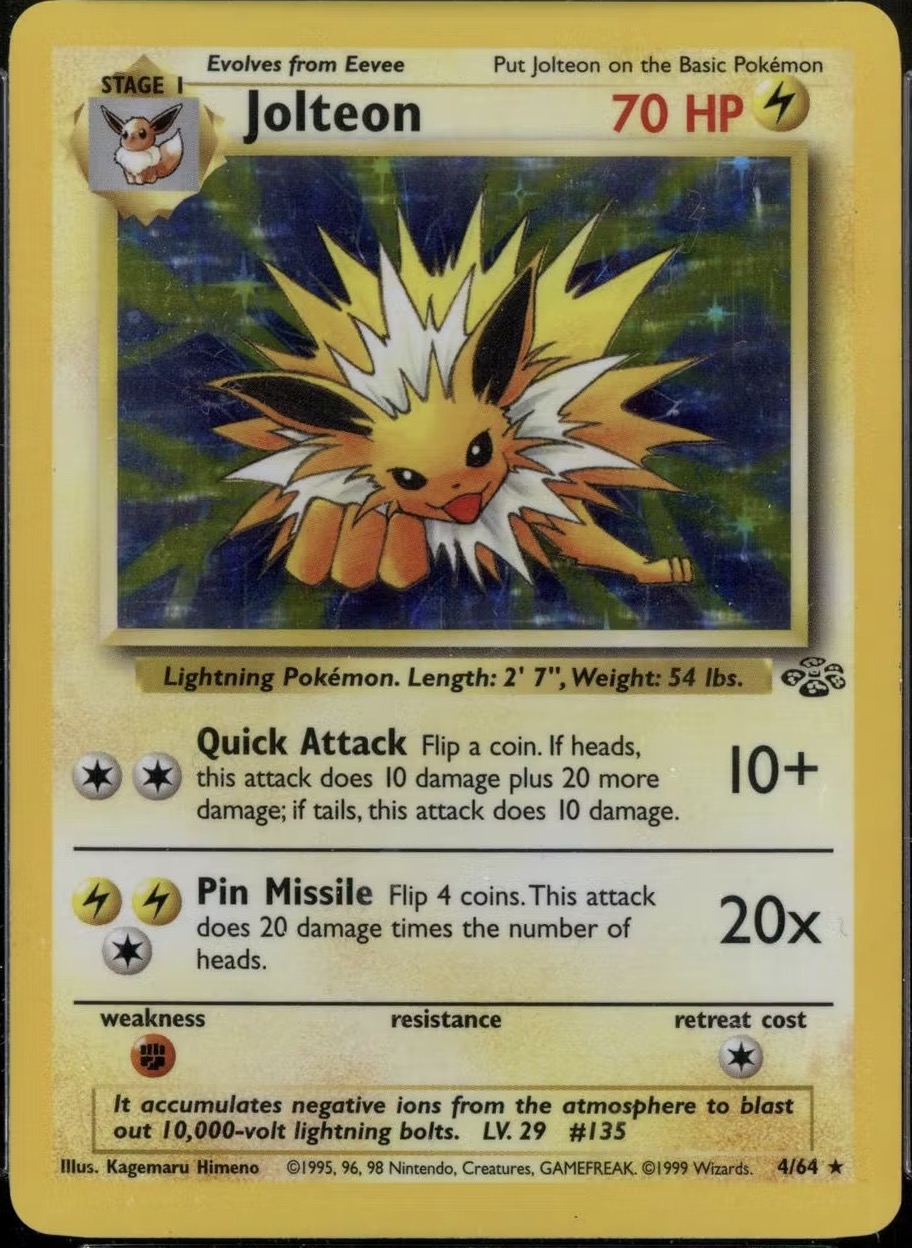 Evolves from Eevee
Put Jolteon on the Basic Pokémon
STAGE 1
Jolteon
70 HP
Lightning Pokémon. Length: 2' 7", Weight: 54 lbs.
Quack Attack Flip a coin. If heads,
this attack does 10 damage plus 20 more
damage; if tails, this attack does 10 damage.
10+
Pin Missile Flip 4 coins. This attack
does 20 damage times the number of
heads.
20x
weakness
resistance
retreat cost
It accumulates negative ions from the atmosphere to blast
out 10,000-volt lightning bolts. LV. 29 #135
Illus. Kagemaru Himeno ©1995, 96, 98 Nintendo, Creatures, GAMEFREAK. ©1999 Wizards. 4/64 ★